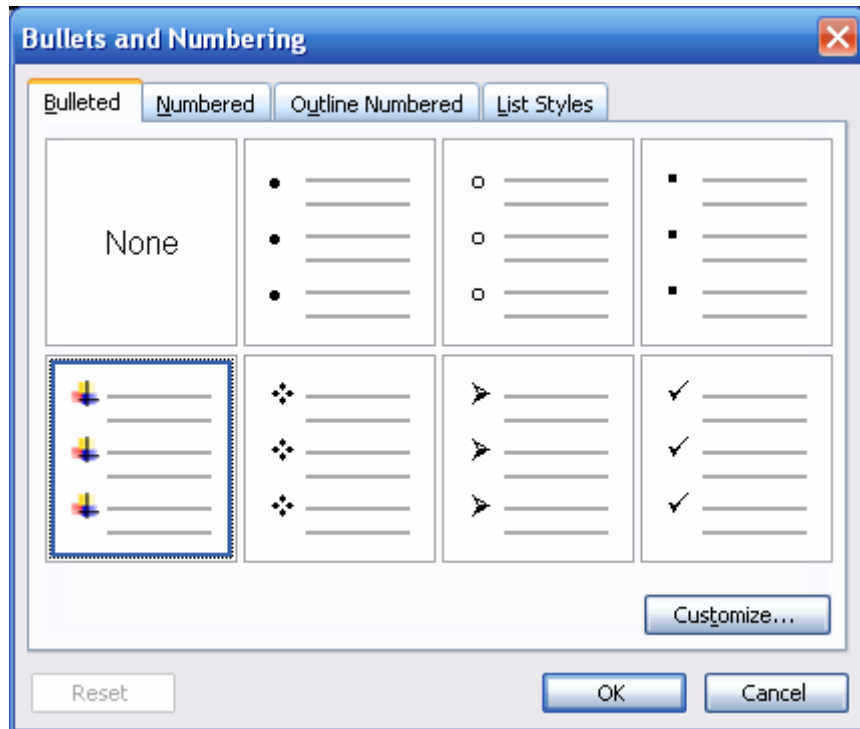 Bullets and Numbering
Bulleted Numbered Outline Numbered List Styles
None
Customize...
Reset OK Cancel